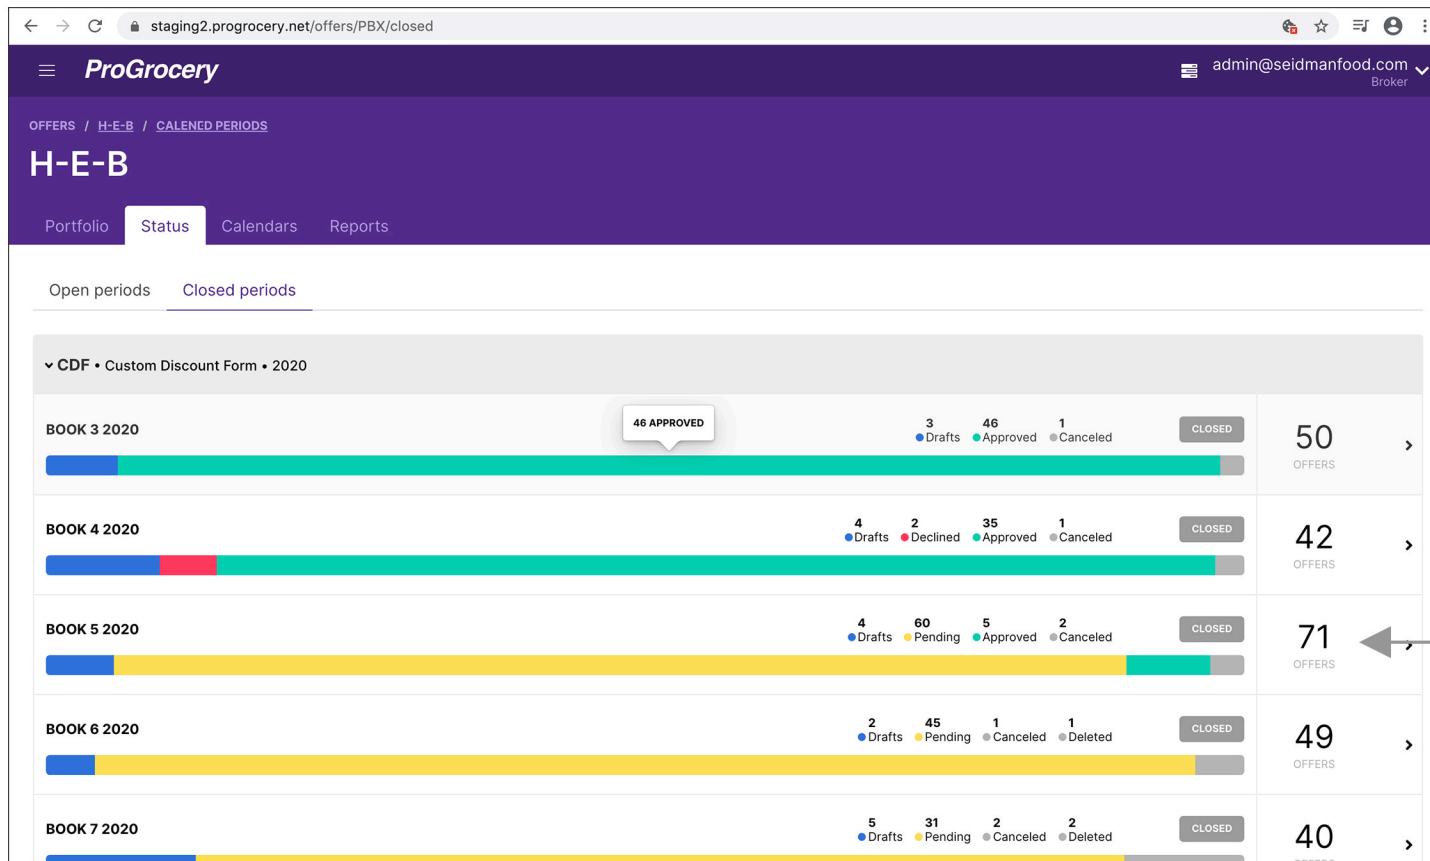 staging2.progrocery.net/offers/PBX/closed
ProGrocery
admin@seidmanfood.com
Broker
OFFERS / H-E-B / CALENED PERIODS
H-E-B
Portfolio Status Calendars Reports
Open periods Closed periods
CDF • Custom Discount Form • 2020
BOOK 3 2020
46 APPROVED
3 46 1
Drafts Approved Canceled
CLOSED
50
OFFERS
BOOK 4 2020
4 2 35 1
Drafts Declined Approved Canceled
CLOSED
42
OFFERS
BOOK 5 2020
4 60 5 2
Drafts Pending Approved Canceled
CLOSED
71
OFFERS
BOOK 6 2020
2 45 1 1
Drafts Pending Canceled Deleted
CLOSED
49
OFFERS
BOOK 7 2020
5 31 2 2
Drafts Pending Canceled Deleted
CLOSED
40